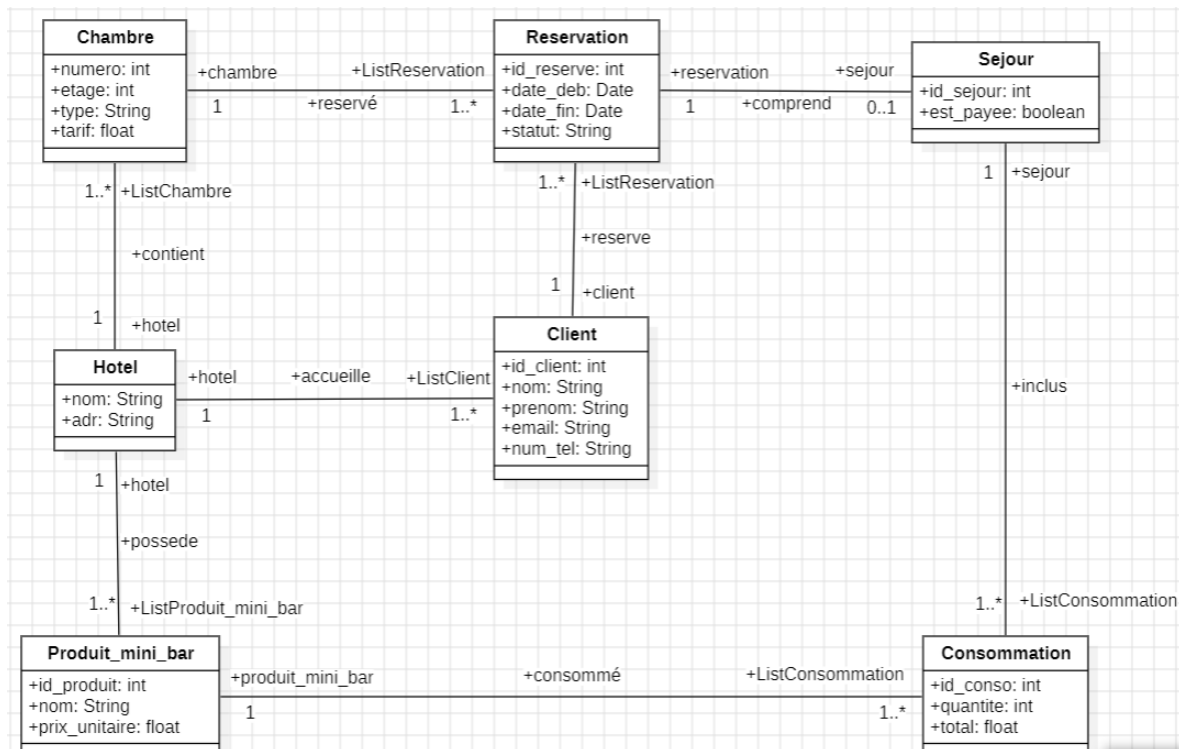 Chambre
+numero: int
+etage: int
+type: String
+tarif: float
+chambre
+ListReservation
1
+reservé
1..*
Reservation
+id_reserve: int
+date_deb: Date
+date_fin: Date
+statut: String
+reservation
+sejour
1
+comprend
0..1
Sejour
+id_sejour: int
+est_payee: boolean
1..*
+ListChambre
+contient
1
+hotel
1..*
+ListReservation
+reserve
1
+client
1
+sejour
+inclus
1..*
+ListConsommation
Hotel
+nom: String
+adr: String
+hotel
+accueille
+ListClient
1
1..*
Client
+id_client: int
+nom: String
+prenom: String
+email: String
+num_tel: String
1
+hotel
+possede
1..*
+ListProduit_mini_bar
Produit_mini_bar
+id_produit: int
+nom: String
+prix_unitaire: float
+produit_mini_bar
+consommé
+ListConsommation
1
1..*
Consommation
+id_conso: int
+quantite: int
+total: float